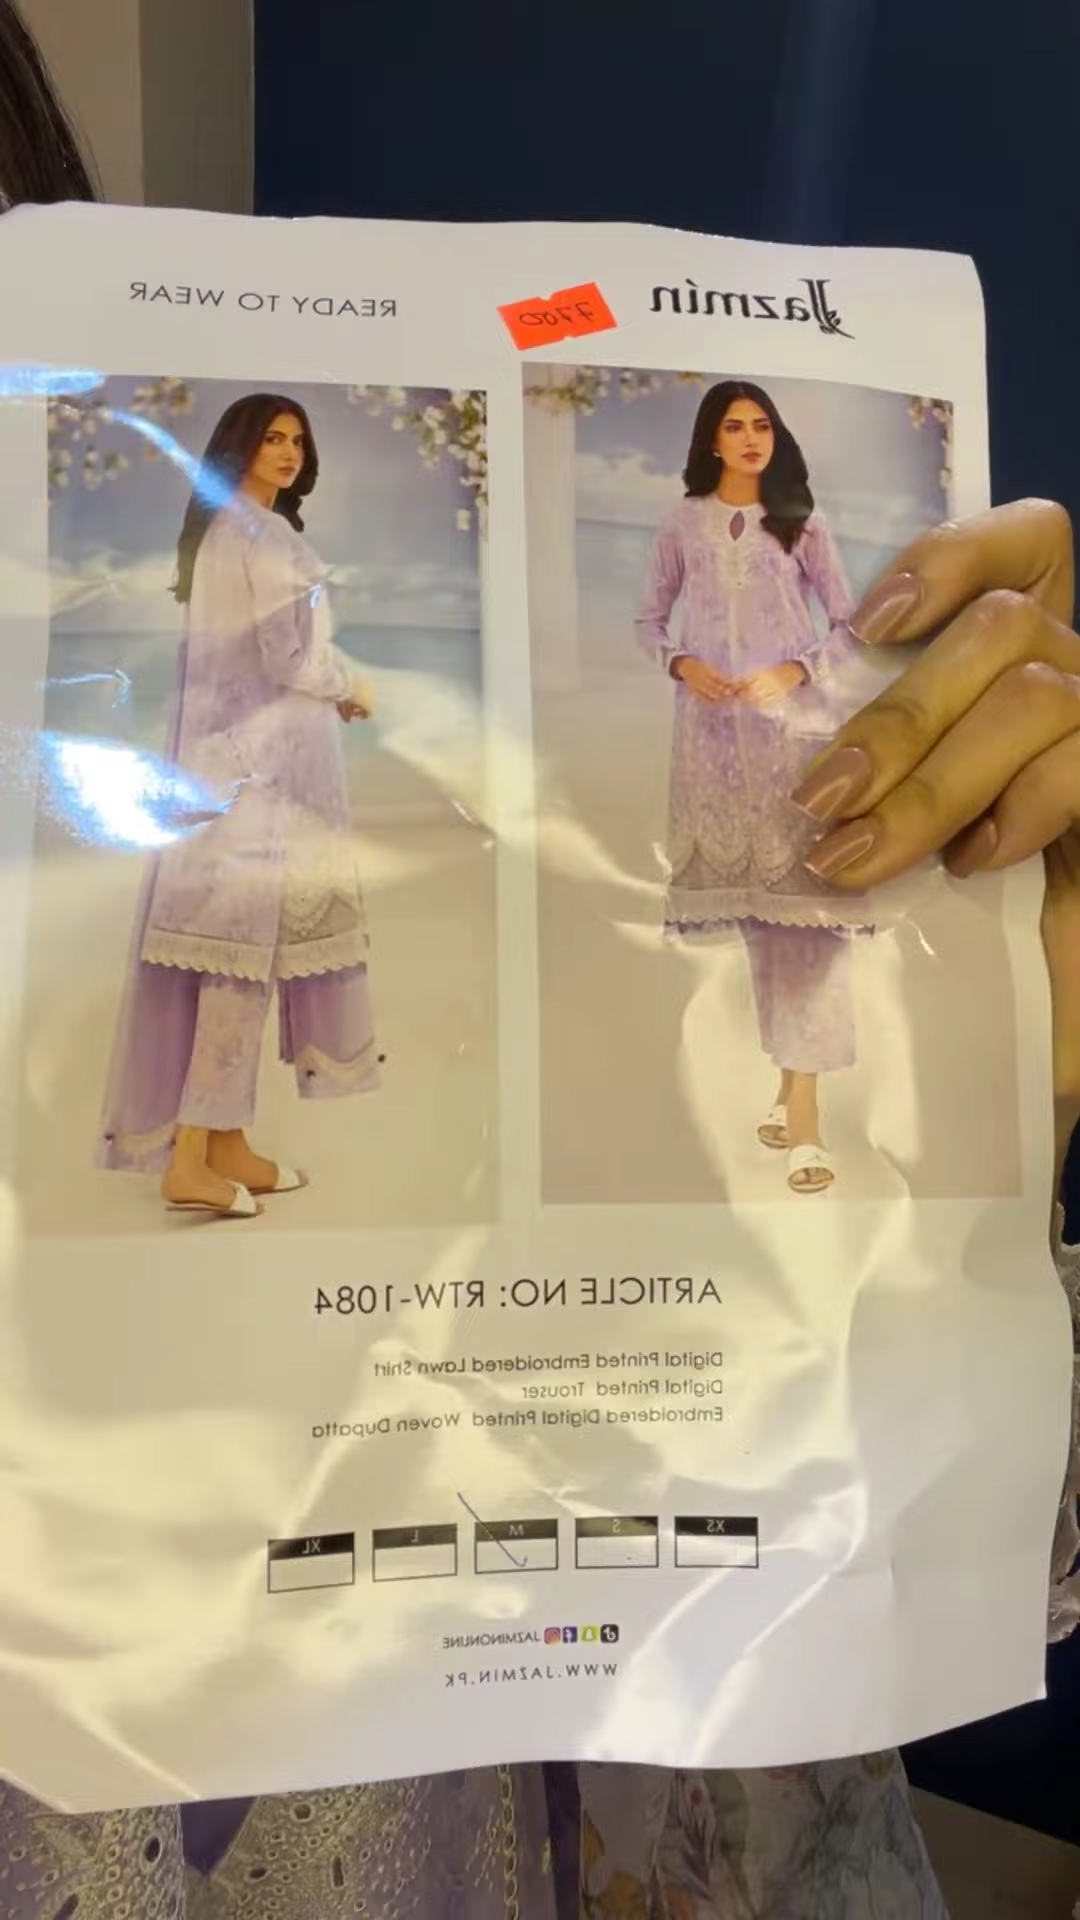 Jazmin
7700
READY TO WEAR
ARTICLE NO: RTW-1084
Digital Printed Embroidered Lawn Shirt
Digital Printed Trouser
Embroidered Digital Printed Woven Dupatta
XS S M L XL
JAZMINONLINE
WWW.JAZMIN.PK